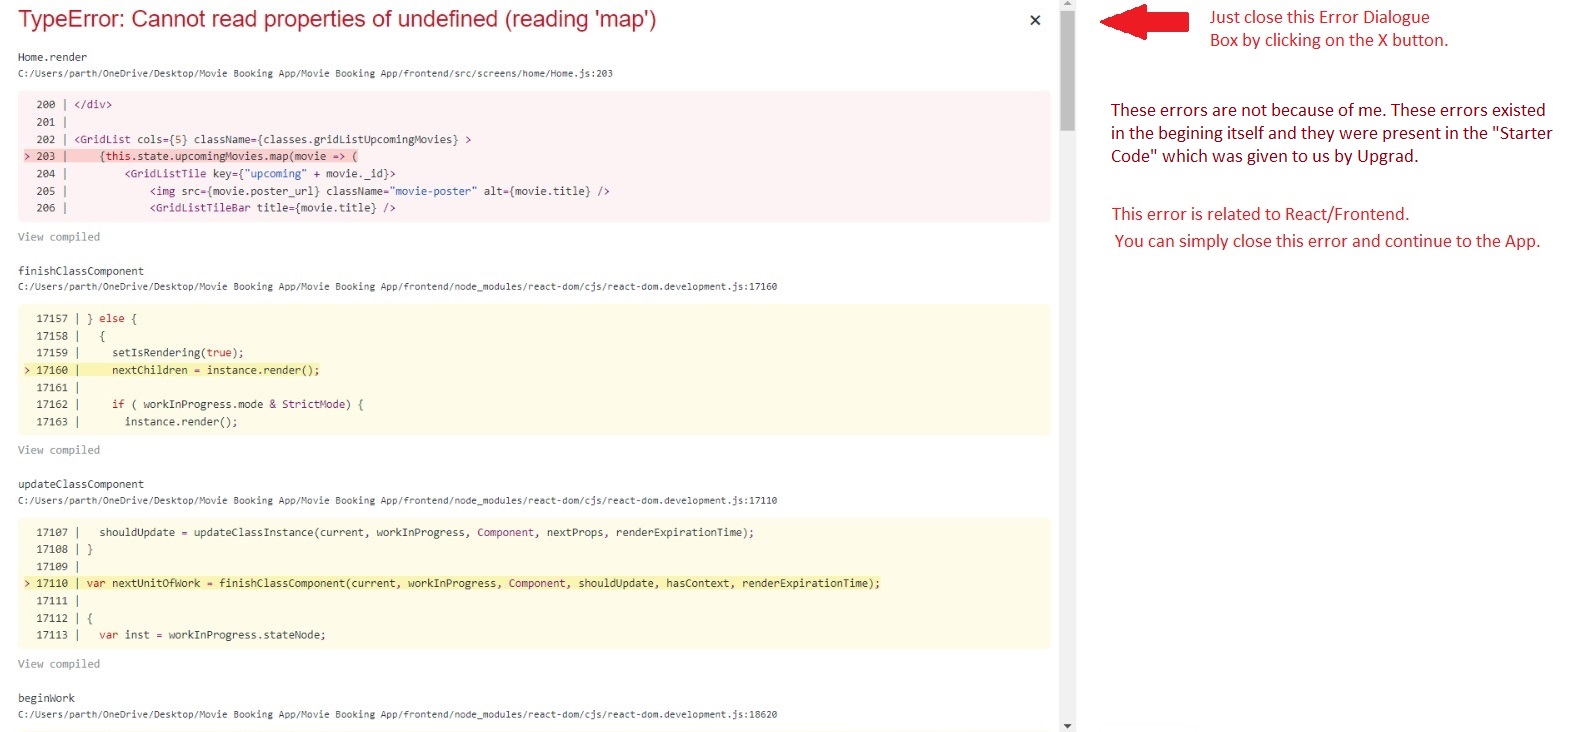 TypeError: Cannot read properties of undefined (reading 'map')
×
Home.render
C:/Users/parth/OneDrive/Desktop/Movie Booking App/Movie Booking App/frontend/src/screens/home/Home.js:203
200 | </div>
201 |
202 | <GridList cols={5} className={classes.gridListUpcomingMovies} >
> 203 |     {this.state.upcomingMovies.map(movie => (
204 |         <GridListTile key={"upcoming" + movie._id}>
205 |             <img src={movie.poster_url} className="movie-poster" alt={movie.title} />
206 |             <GridListTileBar title={movie.title} />
View compiled
finishClassComponent
C:/Users/parth/OneDrive/Desktop/Movie Booking App/Movie Booking App/frontend/node_modules/react-dom/cjs/react-dom.development.js:17160
17157 | } else {
17158 |   {
17159 |     setIsRendering(true);
> 17160 |     nextChildren = instance.render();
17161 |
17162 |     if ( workInProgress.mode & StrictMode) {
17163 |       instance.render();
View compiled
updateClassComponent
C:/Users/parth/OneDrive/Desktop/Movie Booking App/Movie Booking App/frontend/node_modules/react-dom/cjs/react-dom.development.js:17110
17107 |   shouldUpdate = updateClassInstance(current, workInProgress, Component, nextProps, renderExpirationTime);
17108 | }
17109 |
> 17110 | var nextUnitOfWork = finishClassComponent(current, workInProgress, Component, shouldUpdate, hasContext, renderExpirationTime);
17111 |
17112 | {
17113 |   var inst = workInProgress.stateNode;
View compiled
beginWork
C:/Users/parth/OneDrive/Desktop/Movie Booking App/Movie Booking App/frontend/node_modules/react-dom/cjs/react-dom.development.js:18620
Just close this Error Dialogue
Box by clicking on the X button.
These errors are not because of me. These errors existed
in the begining itself and they were present in the "Starter
Code" which was given to us by Upgrad.
This error is related to React/Frontend.
You can simply close this error and continue to the App.